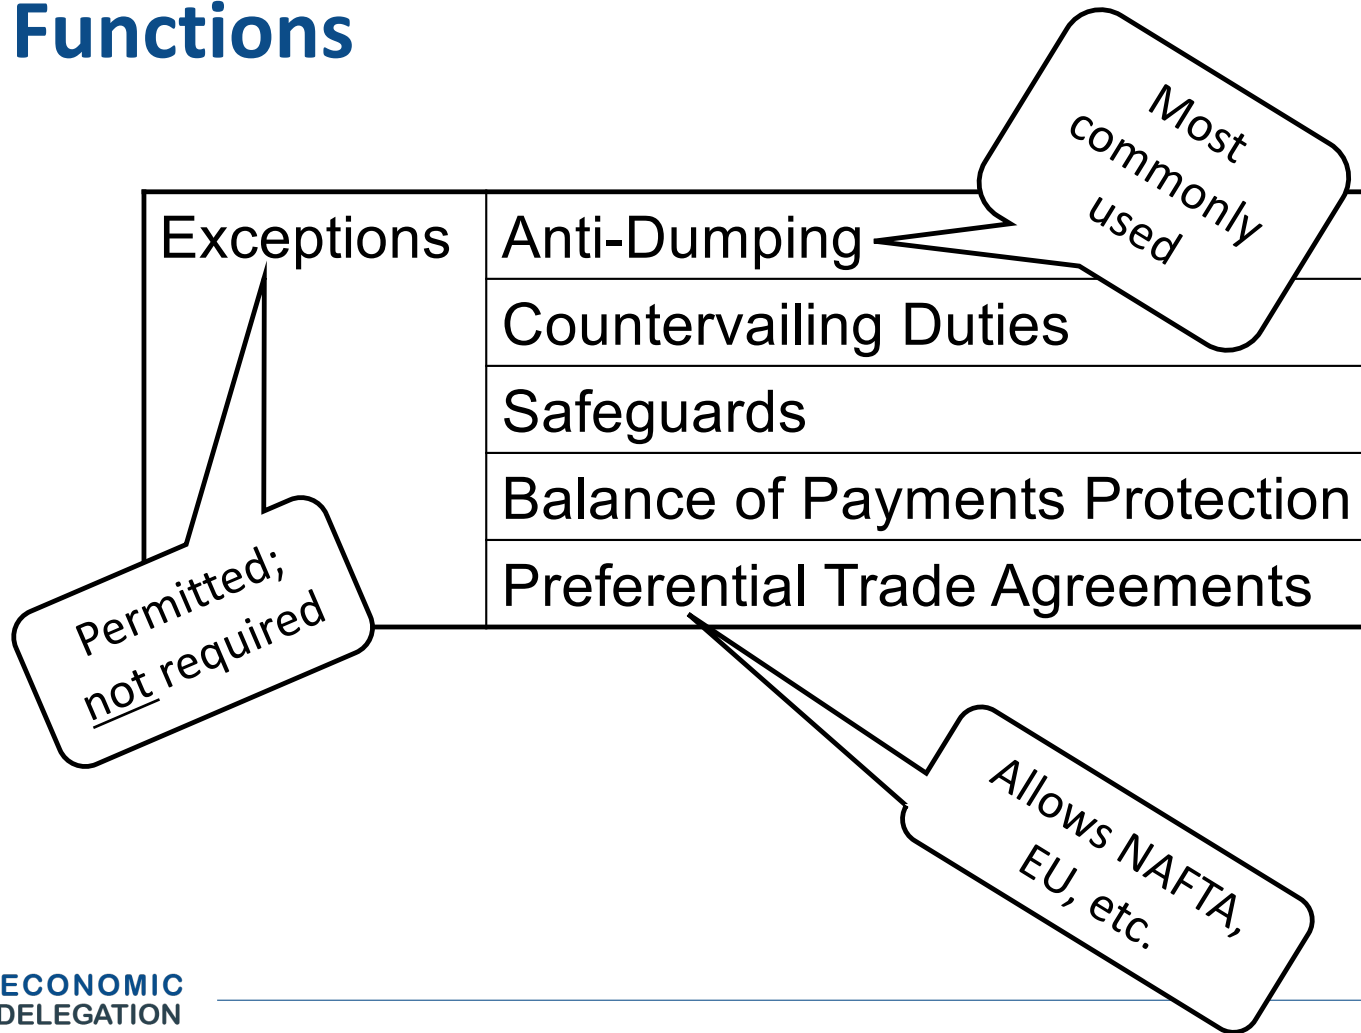 Functions
Exceptions
Anti-Dumping
Countervailing Duties
Safeguards
Balance of Payments Protection
Preferential Trade Agreements
Most
commonly
used
Permitted;
not required
Allows NAFTA,
EU, etc.
ECONOMIC
DELEGATION